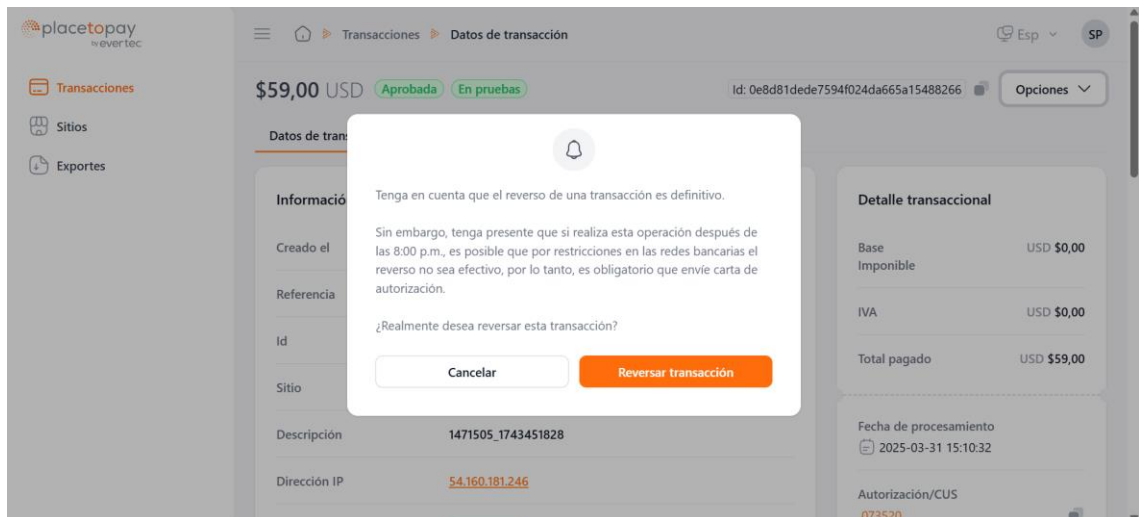 placetopay
by evertec
Transacciones
Datos de transacción
Esp
SP
Transacciones
Sitios
Exportes
$59,00 USD
Aprobada
En pruebas
Id: 0e8d81dede7594f024da665a15488266
Opciones
Datos de tran
Informació
Creado el
Referencia
Id
Sitio
Descripción
1471505_1743451828
Dirección IP
54.160.181.246
Tenga en cuenta que el reverso de una transacción es definitivo.
Sin embargo, tenga presente que si realiza esta operación después de
las 8:00 p.m., es posible que por restricciones en las redes bancarias el
reverso no sea efectivo, por lo tanto, es obligatorio que envíe carta de
autorización.
¿Realmente desea reversar esta transacción?
Cancelar
Reversar transacción
Detalle transaccional
Base
Imponible
USD $0,00
IVA
USD $0,00
Total pagado
USD $59,00
Fecha de procesamiento
2025-03-31 15:10:32
Autorización/CUS
073520